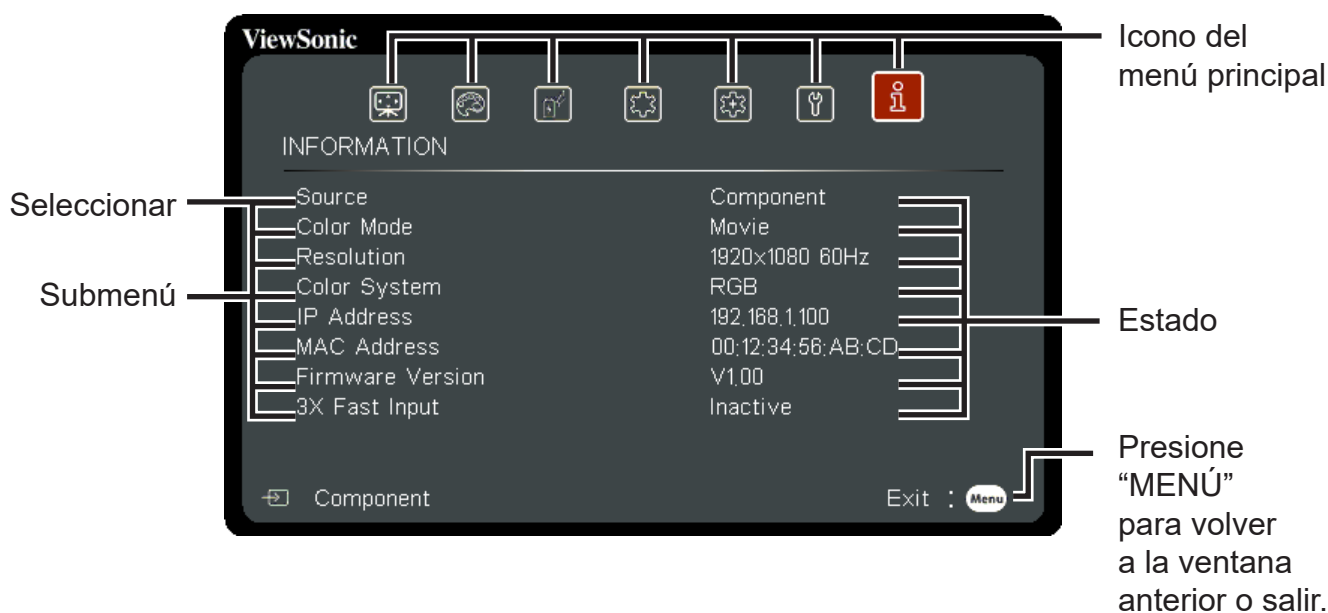 ViewSonic
Icono del
menú principal
INFORMATION
Seleccionar
Submenú
Source Component
Color Mode Movie
Resolution 1920x1080 60Hz
Color System RGB
IP Address 192.168.1.100
MAC Address 00:12:34:56:AB:CD
Firmware Version V1.00
3X Fast Input Inactive
Estado
Component Exit : Menu
Presione
“MENÚ”
para volver
a la ventana
anterior o salir.